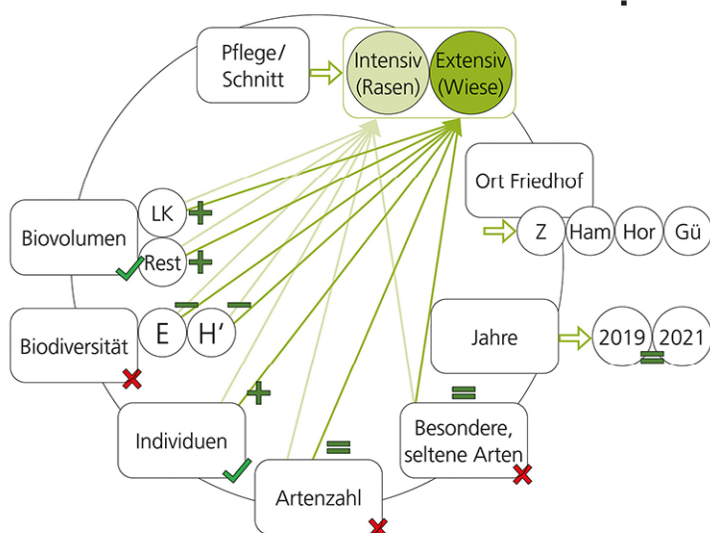 Pflege/
Schnitt
Intensiv
(Rasen)
Extensiv
(Wiese)
Ort Friedhof
Z
Ham
Hor
Gü
Biovolumen
LK
+
Rest
+
Biodiversität
E
–
H'
–
Jahre
2019
=
2021
Individuen
+
Artenzahl
=
Besondere,
seltene Arten
=